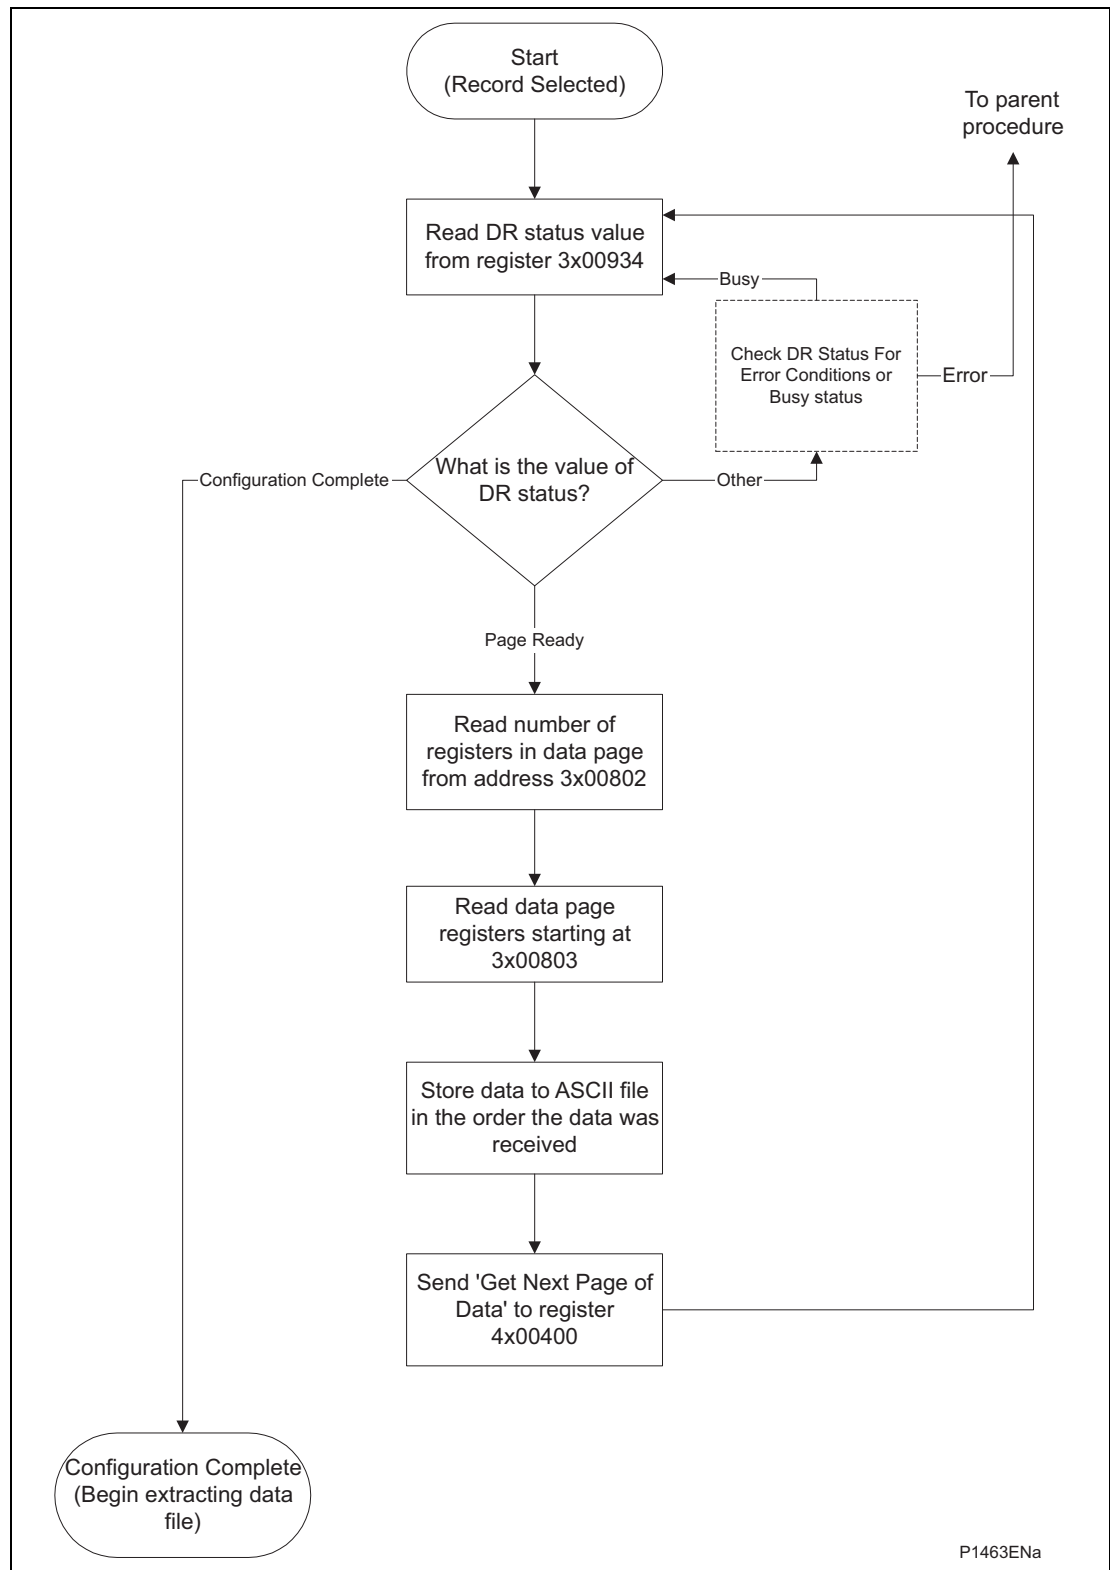 Start
(Record Selected)
To parent
procedure
Read DR status value
from register 3x00934
Busy
Check DR Status For
Error Conditions or
Busy status
Error
What is the value of
DR status?
Configuration Complete
Other
Page Ready
Read number of
registers in data page
from address 3x00802
Read data page
registers starting at
3x00803
Store data to ASCII file
in the order the data was
received
Send 'Get Next Page of
Data' to register
4x00400
Configuration Complete
(Begin extracting data
file)
P1463ENa